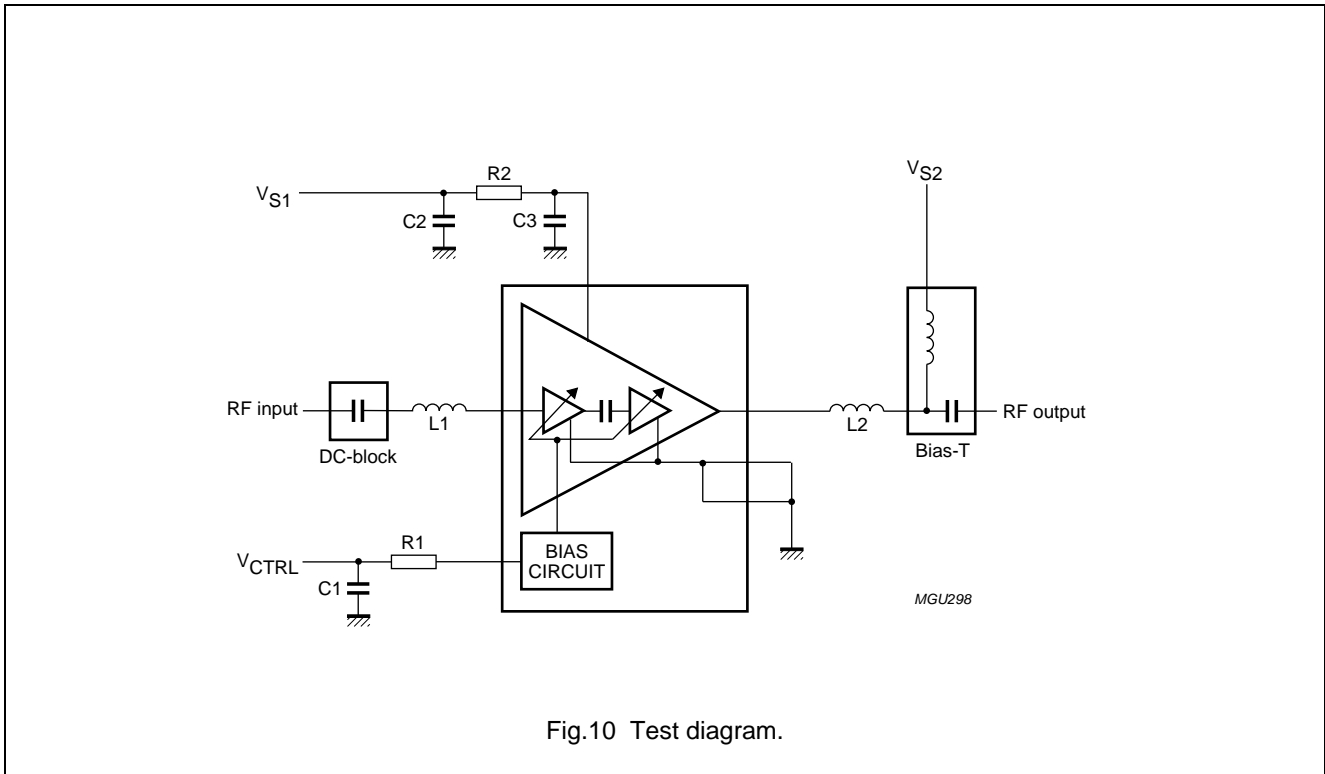 VS1
R2
VS2
C2
C3
RF input
DC-block
L1
L2
RF output
Bias-T
VCTRL
R1
C1
BIAS
CIRCUIT
MGU298
Fig.10 Test diagram.